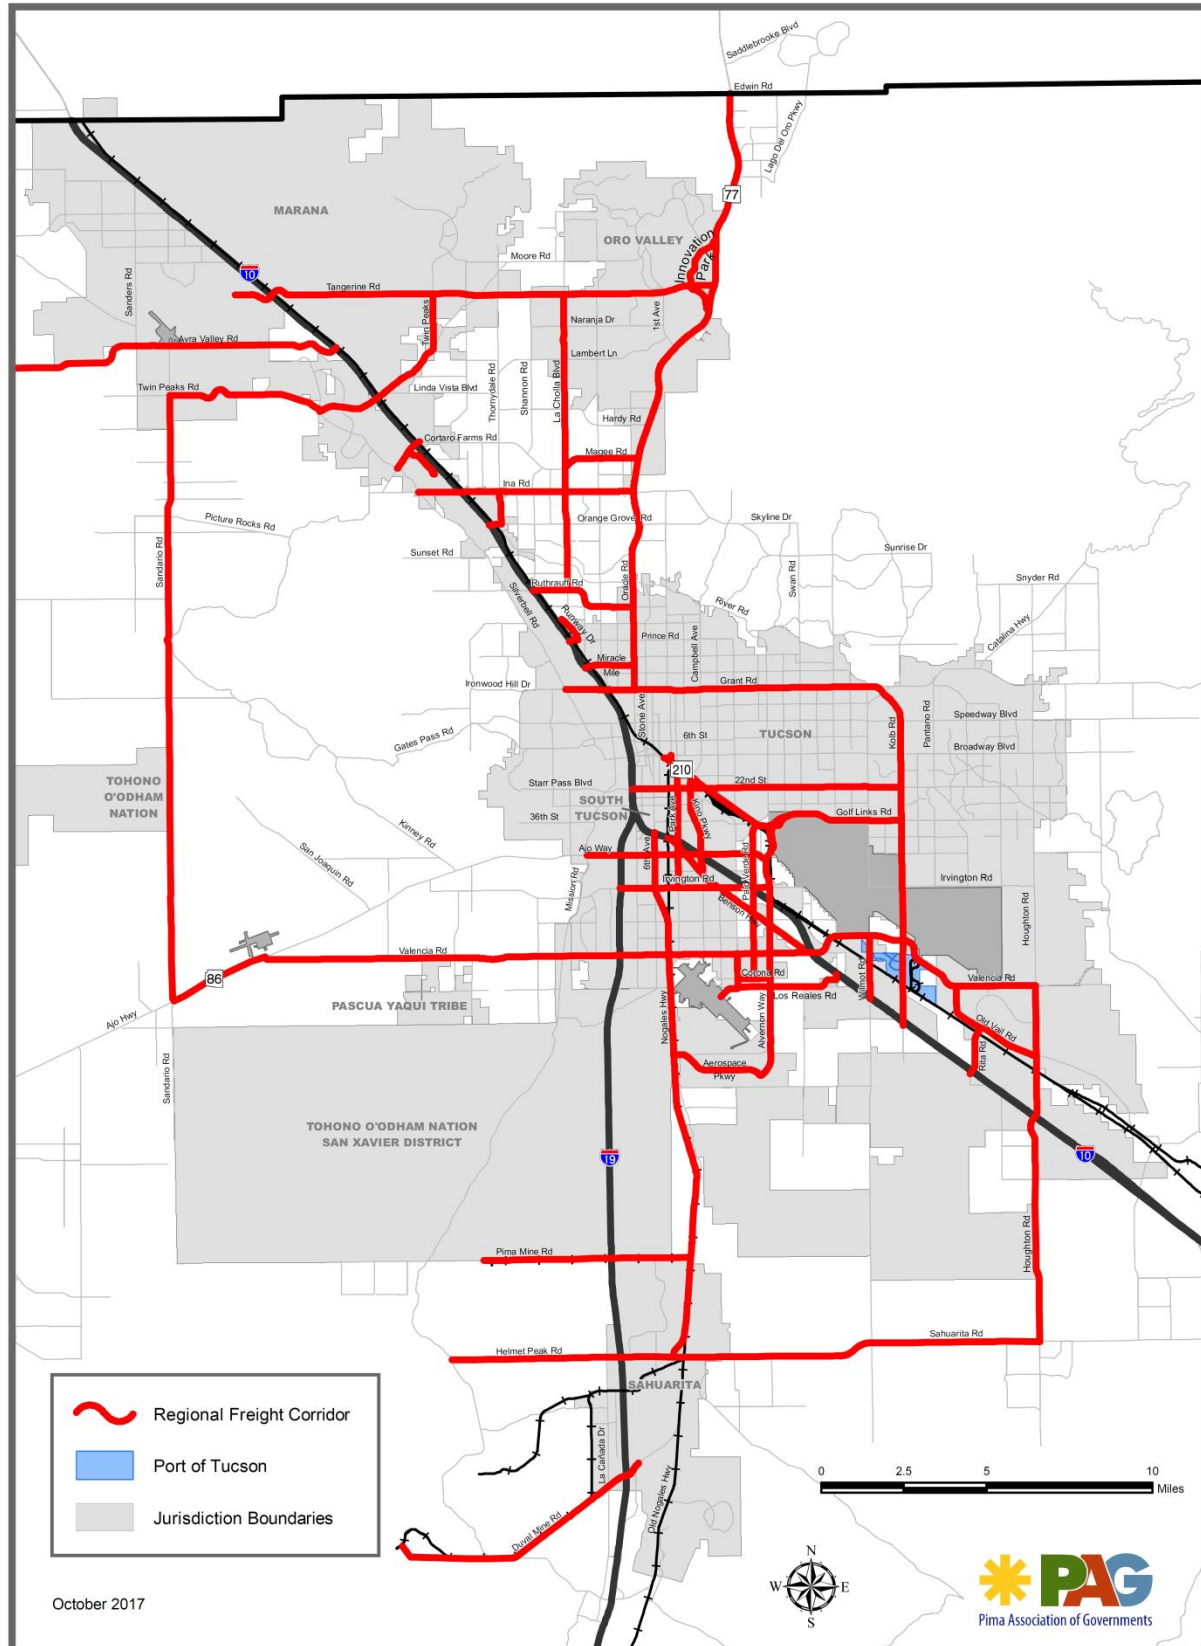 Saddlebrooke Blvd
Edwin Rd
Lago Del Oro Pkwy
77
MARANA
ORO VALLEY
Innovation
Park
Moore Rd
Sanders Rd
10
Tangerine Rd
1st Ave
Naranja Dr
Twin Peaks
Avra Valley Rd
Lambert Ln
Thornydale Rd
Shannon Rd
La Cholla Blvd
Twin Peaks Rd
Linda Vista Blvd
Hardy Rd
Cortaro Farms Rd
Magee Rd
Ina Rd
Picture Rocks Rd
Orange Grove Rd
Skyline Dr
Sandario Rd
Sunset Rd
Sunrise Dr
Swan Rd
Snyder Rd
Silverbell Rd
Ruthrauff Rd
Oracle Rd
River Rd
Runway Dr
Prince Rd
Campbell Ave
Catalina Hwy
Miracle
Mile
Ironwood Hill Dr
Grant Rd
Stone Ave
Kolb Rd
Pantano Rd
Speedway Blvd
Gates Pass Rd
6th St
TUCSON
Broadway Blvd
210
TOHONO
O'ODHAM
NATION
Starr Pass Blvd
22nd St
SOUTH
TUCSON
36th St
Park Ave
Kino Pkwy
Golf Links Rd
Kinney Rd
San Joaquin Rd
Ajo Way
6th Ave
Palo Verde Rd
Mission Rd
Irvington Rd
Irvington Rd
Benson Hwy
Houghton Rd
Valencia Rd
86
Corona Rd
Wilmot Rd
Valencia Rd
Los Reales Rd
PASCUA YAQUI TRIBE
Ajo Hwy
Nogales Hwy
Alvernon Way
Old Vail Rd
Rita Rd
Sandario Rd
Aerospace
Pkwy
TOHONO O'ODHAM NATION
SAN XAVIER DISTRICT
19
10
Houghton Rd
Pima Mine Rd
Sahuarita Rd
Helmet Peak Rd
SAHUARITA
La Cañada Dr
Old Nogales Hwy
Duval Mine Rd
Regional Freight Corridor
Port of Tucson
Jurisdiction Boundaries
0 2.5 5 10
Miles
N
W E
S
PAG
Pima Association of Governments
October 2017